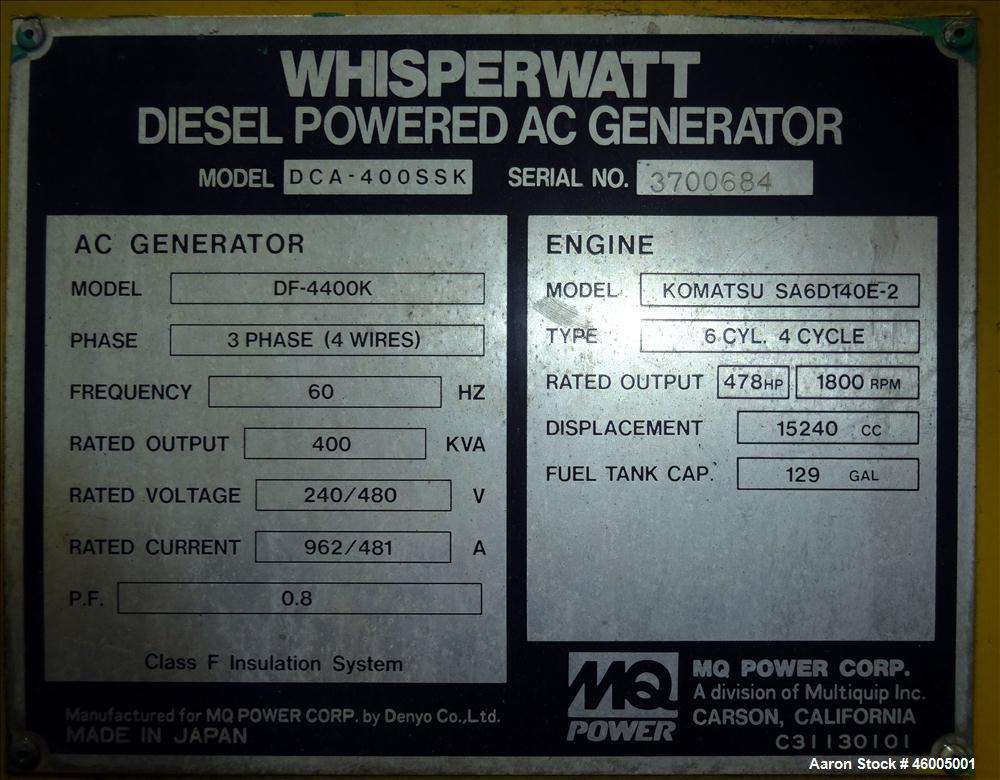 WHISPERWATT
DIESEL POWERED AC GENERATOR
MODEL DCA-400SSK SERIAL NO. 3700684
AC GENERATOR
MODEL DF-4400K
PHASE 3 PHASE (4 WIRES)
FREQUENCY 60 HZ
RATED OUTPUT 400 KVA
RATED VOLTAGE 240/480 V
RATED CURRENT 962/481 A
P.F. 0.8
Class F Insulation System
ENGINE
MODEL KOMATSU SA6D140E-2
TYPE 6 CYL. 4 CYCLE
RATED OUTPUT 478HP 1800 RPM
DISPLACEMENT 15240 CC
FUEL TANK CAP. 129 GAL
Manufactured for MQ POWER CORP. by Denyo Co.,Ltd.
MADE IN JAPAN
MQ
POWER
MQ POWER CORP.
A division of Multiquip Inc.
CARSON, CALIFORNIA
C31130101
Aaron Stock # 46005001